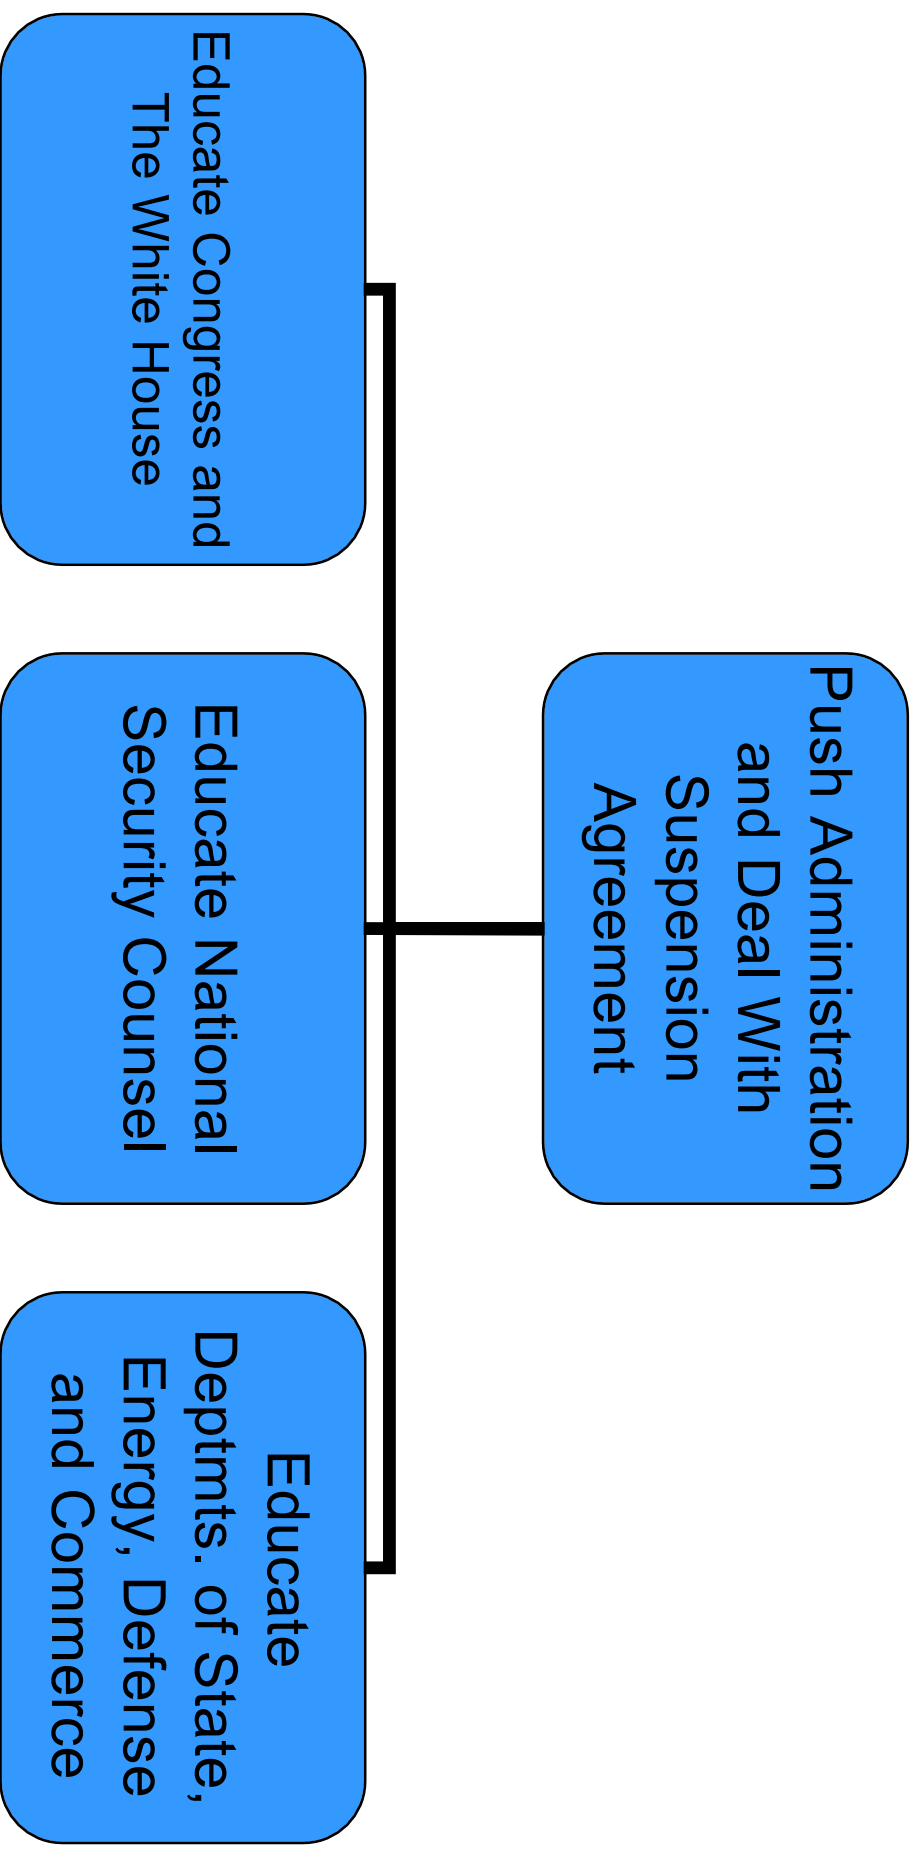 Push Administration
and Deal With
Suspension
Agreement
Educate Congress and
The White House
Educate National
Security Counsel
Educate
Deptmts. of State,
Energy, Defense
and Commerce